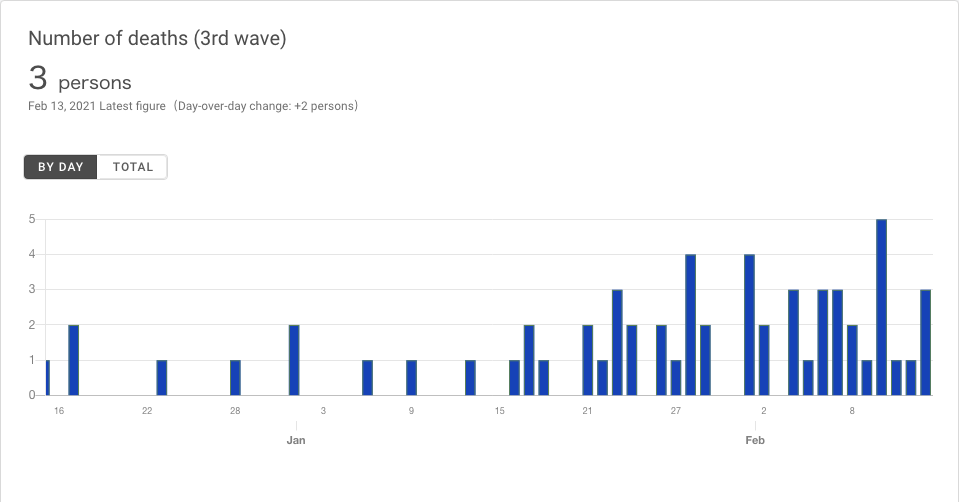 Number of deaths (3rd wave)
3 persons
Feb 13, 2021 Latest figure（Day-over-day change: +2 persons）
BY DAY TOTAL
5
4
3
2
1
0
16 22 28 3 9 15 21 27 2 8
Jan Feb